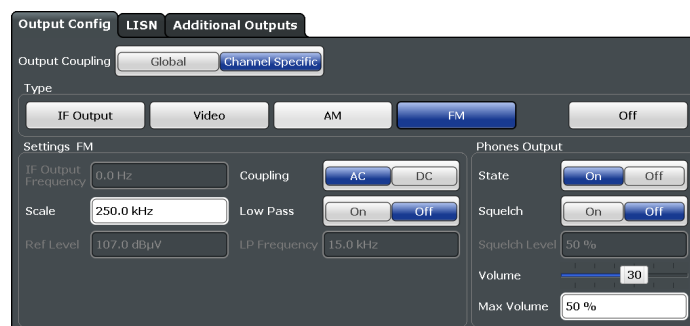 Output Config LISN Additional Outputs
Output Coupling Global Channel Specific
Type
IF Output Video AM FM Off
Settings FM Phones Output
IF Output Frequency 0.0 Hz Coupling AC DC State On Off
Scale 250.0 kHz Low Pass On Off Squelch On Off
Ref Level 107.0 dBµV LP Frequency 15.0 kHz Squelch Level 50 %
Volume 30
Max Volume 50 %